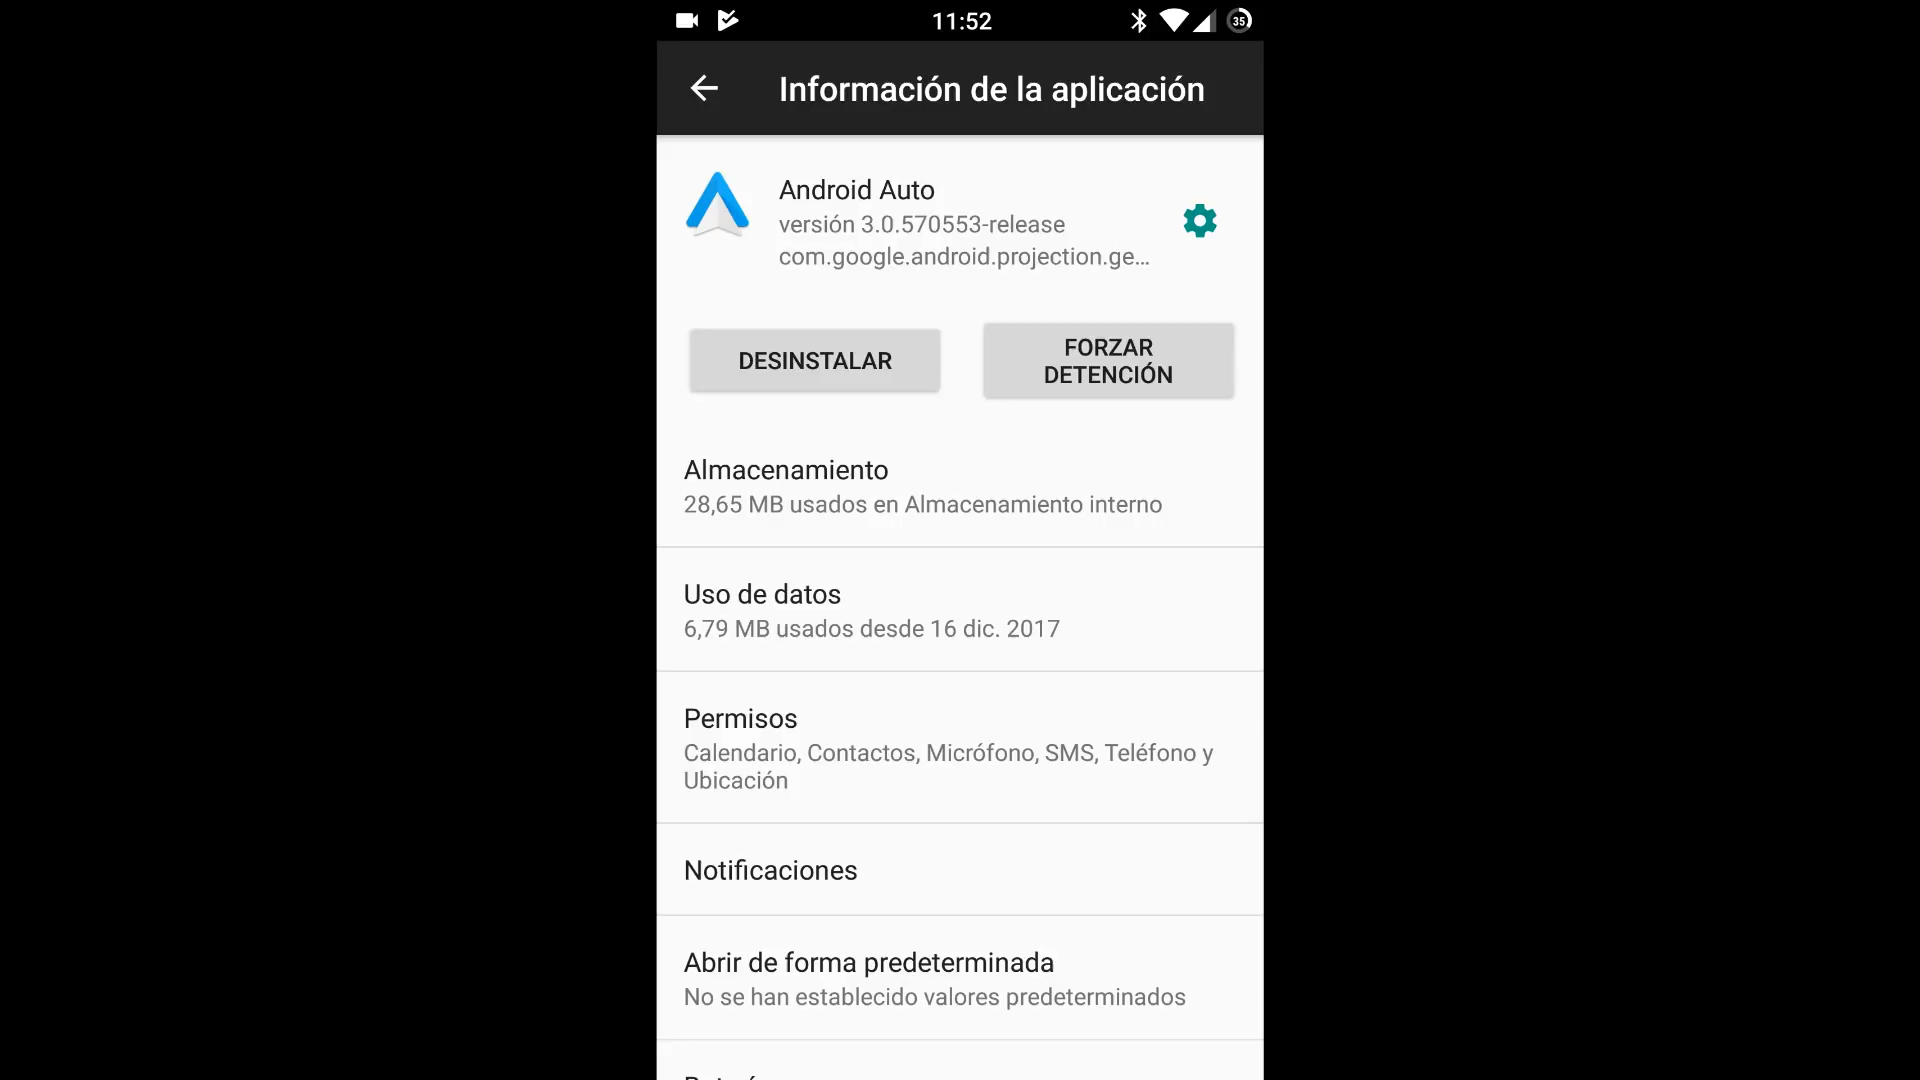 11:52
35
Información de la aplicación
Android Auto
versión 3.0.570553-release
com.google.android.projection.ge...
DESINSTALAR
FORZAR
DETENCIÓN
Almacenamiento
28,65 MB usados en Almacenamiento interno
Uso de datos
6,79 MB usados desde 16 dic. 2017
Permisos
Calendario, Contactos, Micrófono, SMS, Teléfono y
Ubicación
Notificaciones
Abrir de forma predeterminada
No se han establecido valores predeterminados